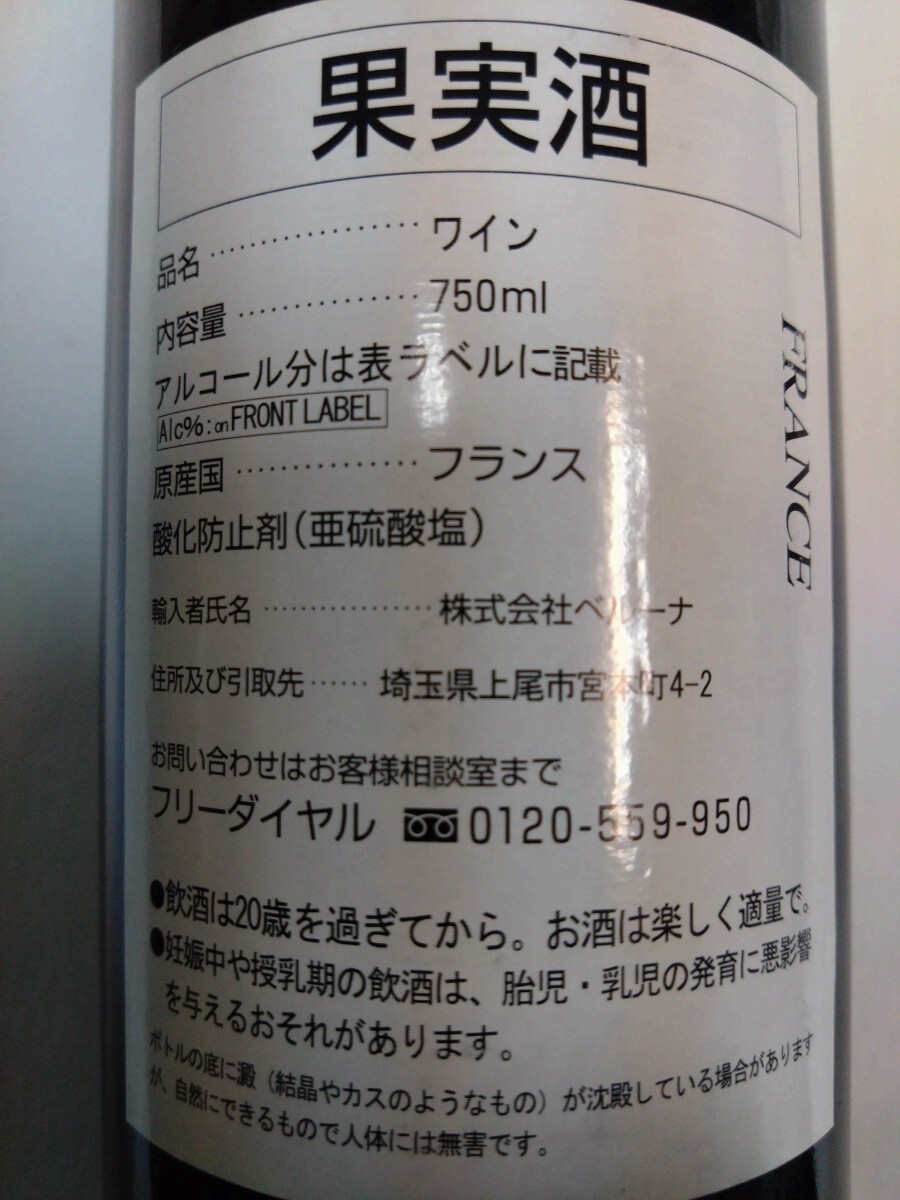 果実酒
品名 ･････････････････ ワイン
内容量 ･･････････････ 750ml
アルコール分は表ラベルに記載
Alc%:on FRONT LABEL
原産国 ･･････････････ フランス
酸化防止剤(亜硫酸塩)
輸入者氏名 ･･････････････ 株式会社ベルーナ
住所及び引取先 ･････ 埼玉県上尾市宮本町4-2
お問い合わせはお客様相談室まで
フリーダイヤル 0120-559-950
●飲酒は20歳を過ぎてから。お酒は楽しく適量で。
●妊娠中や授乳期の飲酒は、胎児・乳児の発育に悪影響
を与えるおそれがあります。
ボトルの底に澱(結晶やカスのようなもの)が沈殿している場合があります
が、自然にできるもので人体には無害です。
FRANCE